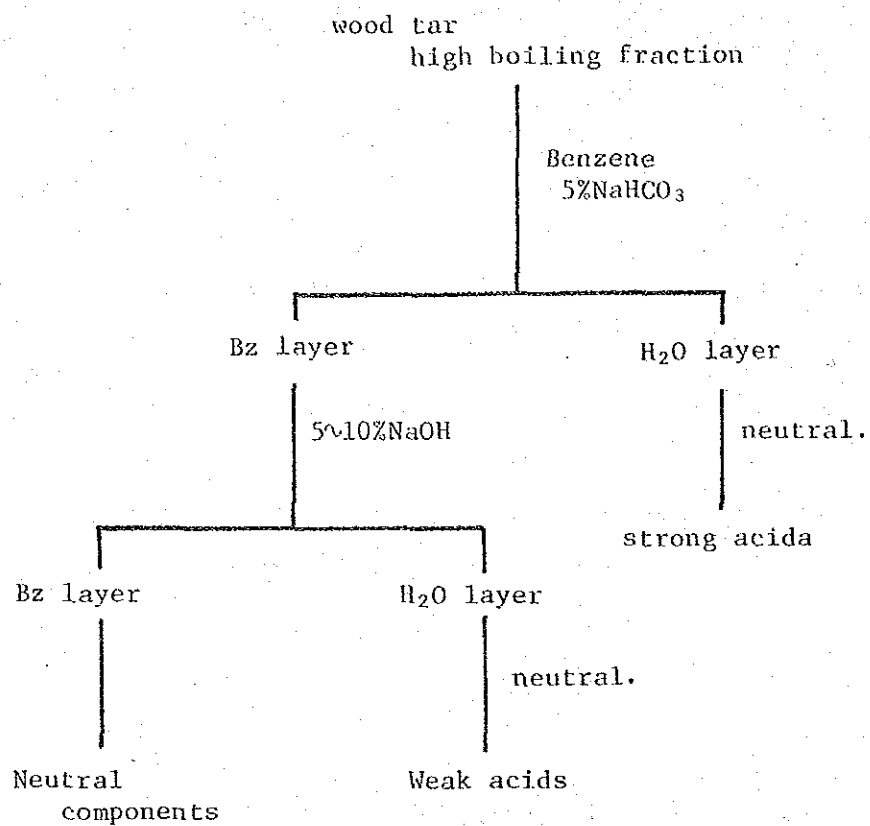 wood tar
high boiling fraction
Benzene
5%NaHCO₃
Bz layer
H₂O layer
5~10%NaOH
neutral.
strong acida
Bz layer
H₂O layer
neutral.
Neutral
components
Weak acids